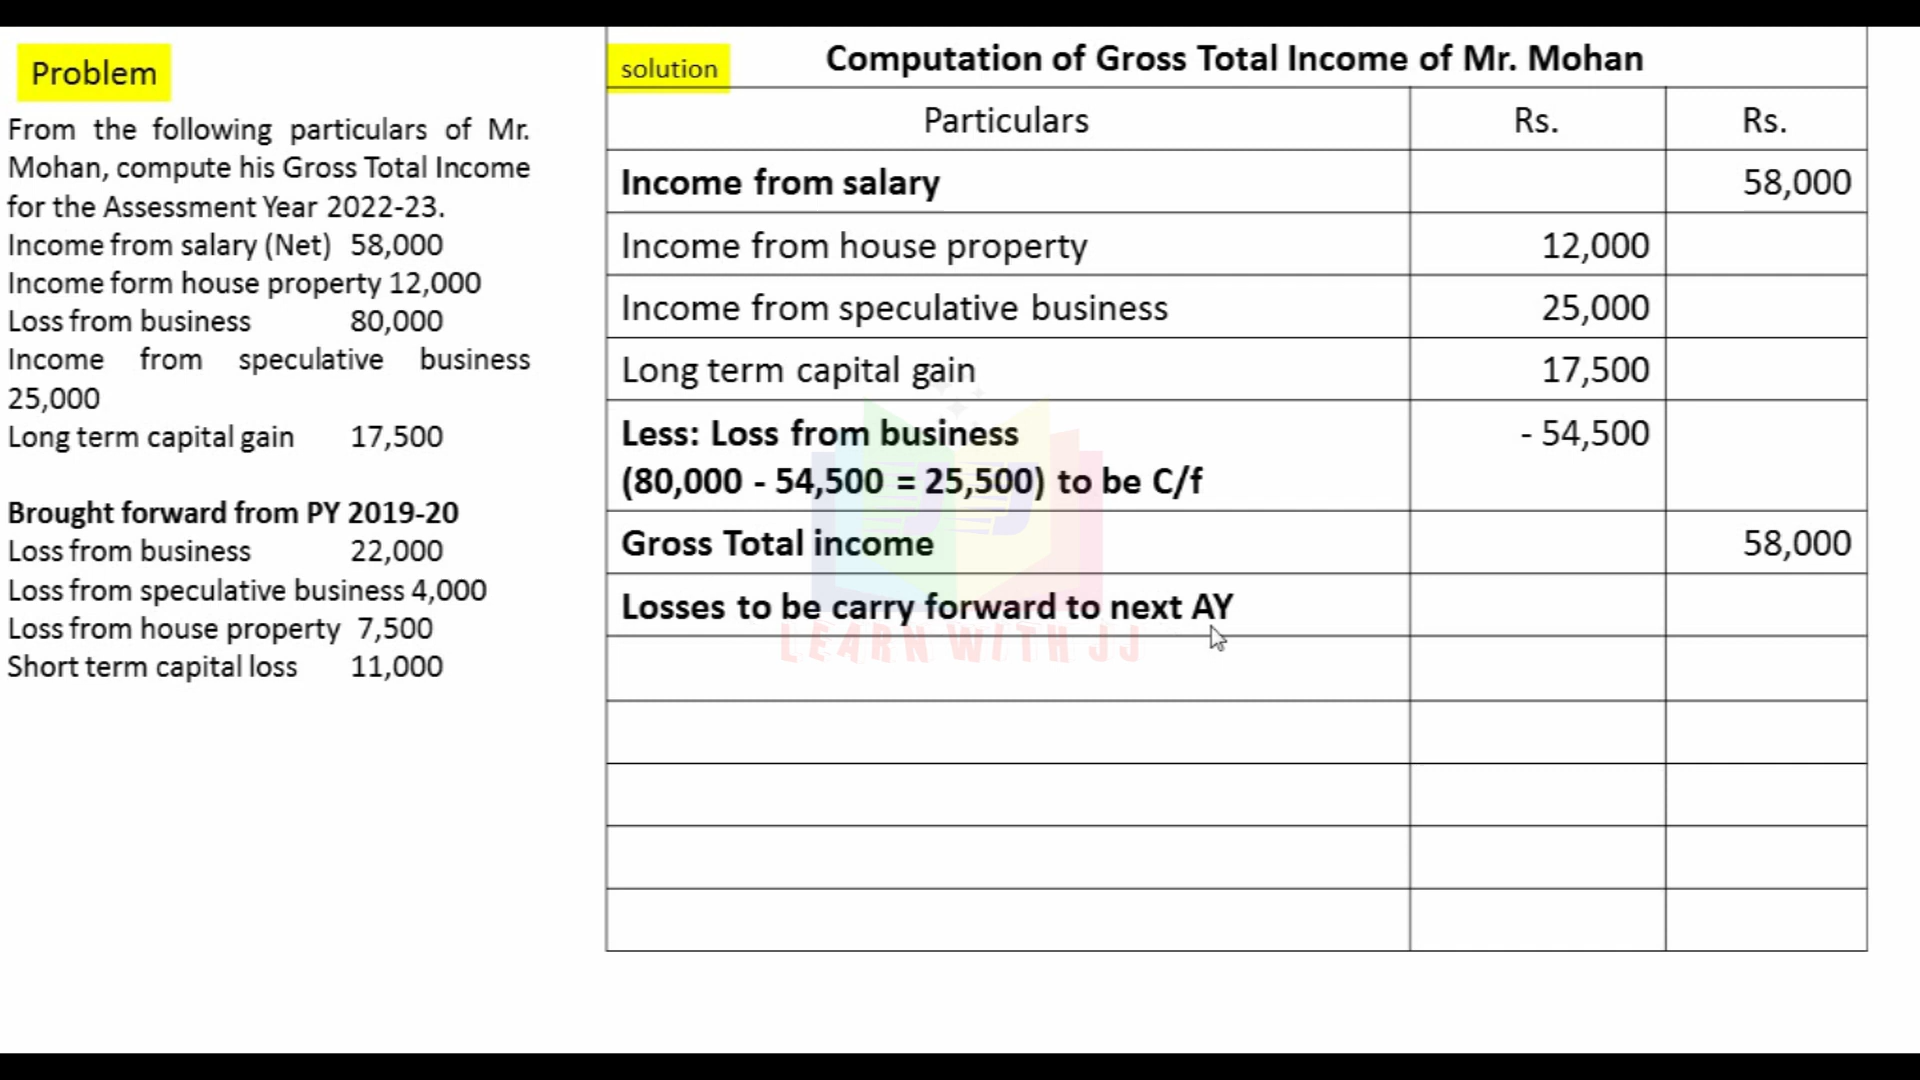 Problem
From the following particulars of Mr.
Mohan, compute his Gross Total Income
for the Assessment Year 2022-23.
Income from salary (Net) 58,000
Income form house property 12,000
Loss from business 80,000
Income from speculative business
25,000
Long term capital gain 17,500
Brought forward from PY 2019-20
Loss from business 22,000
Loss from speculative business 4,000
Loss from house property 7,500
Short term capital loss 11,000
solution
Computation of Gross Total Income of Mr. Mohan
Particulars Rs. Rs.
Income from salary 58,000
Income from house property 12,000
Income from speculative business 25,000
Long term capital gain 17,500
Less: Loss from business - 54,500
(80,000 - 54,500 = 25,500) to be C/f
Gross Total income 58,000
Losses to be carry forward to next AY
LEARN WITH JJ